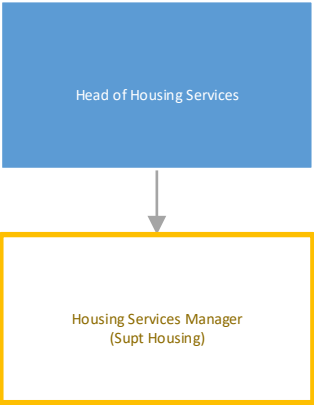 Head of Housing Services
Housing Services Manager
(Supt Housing)